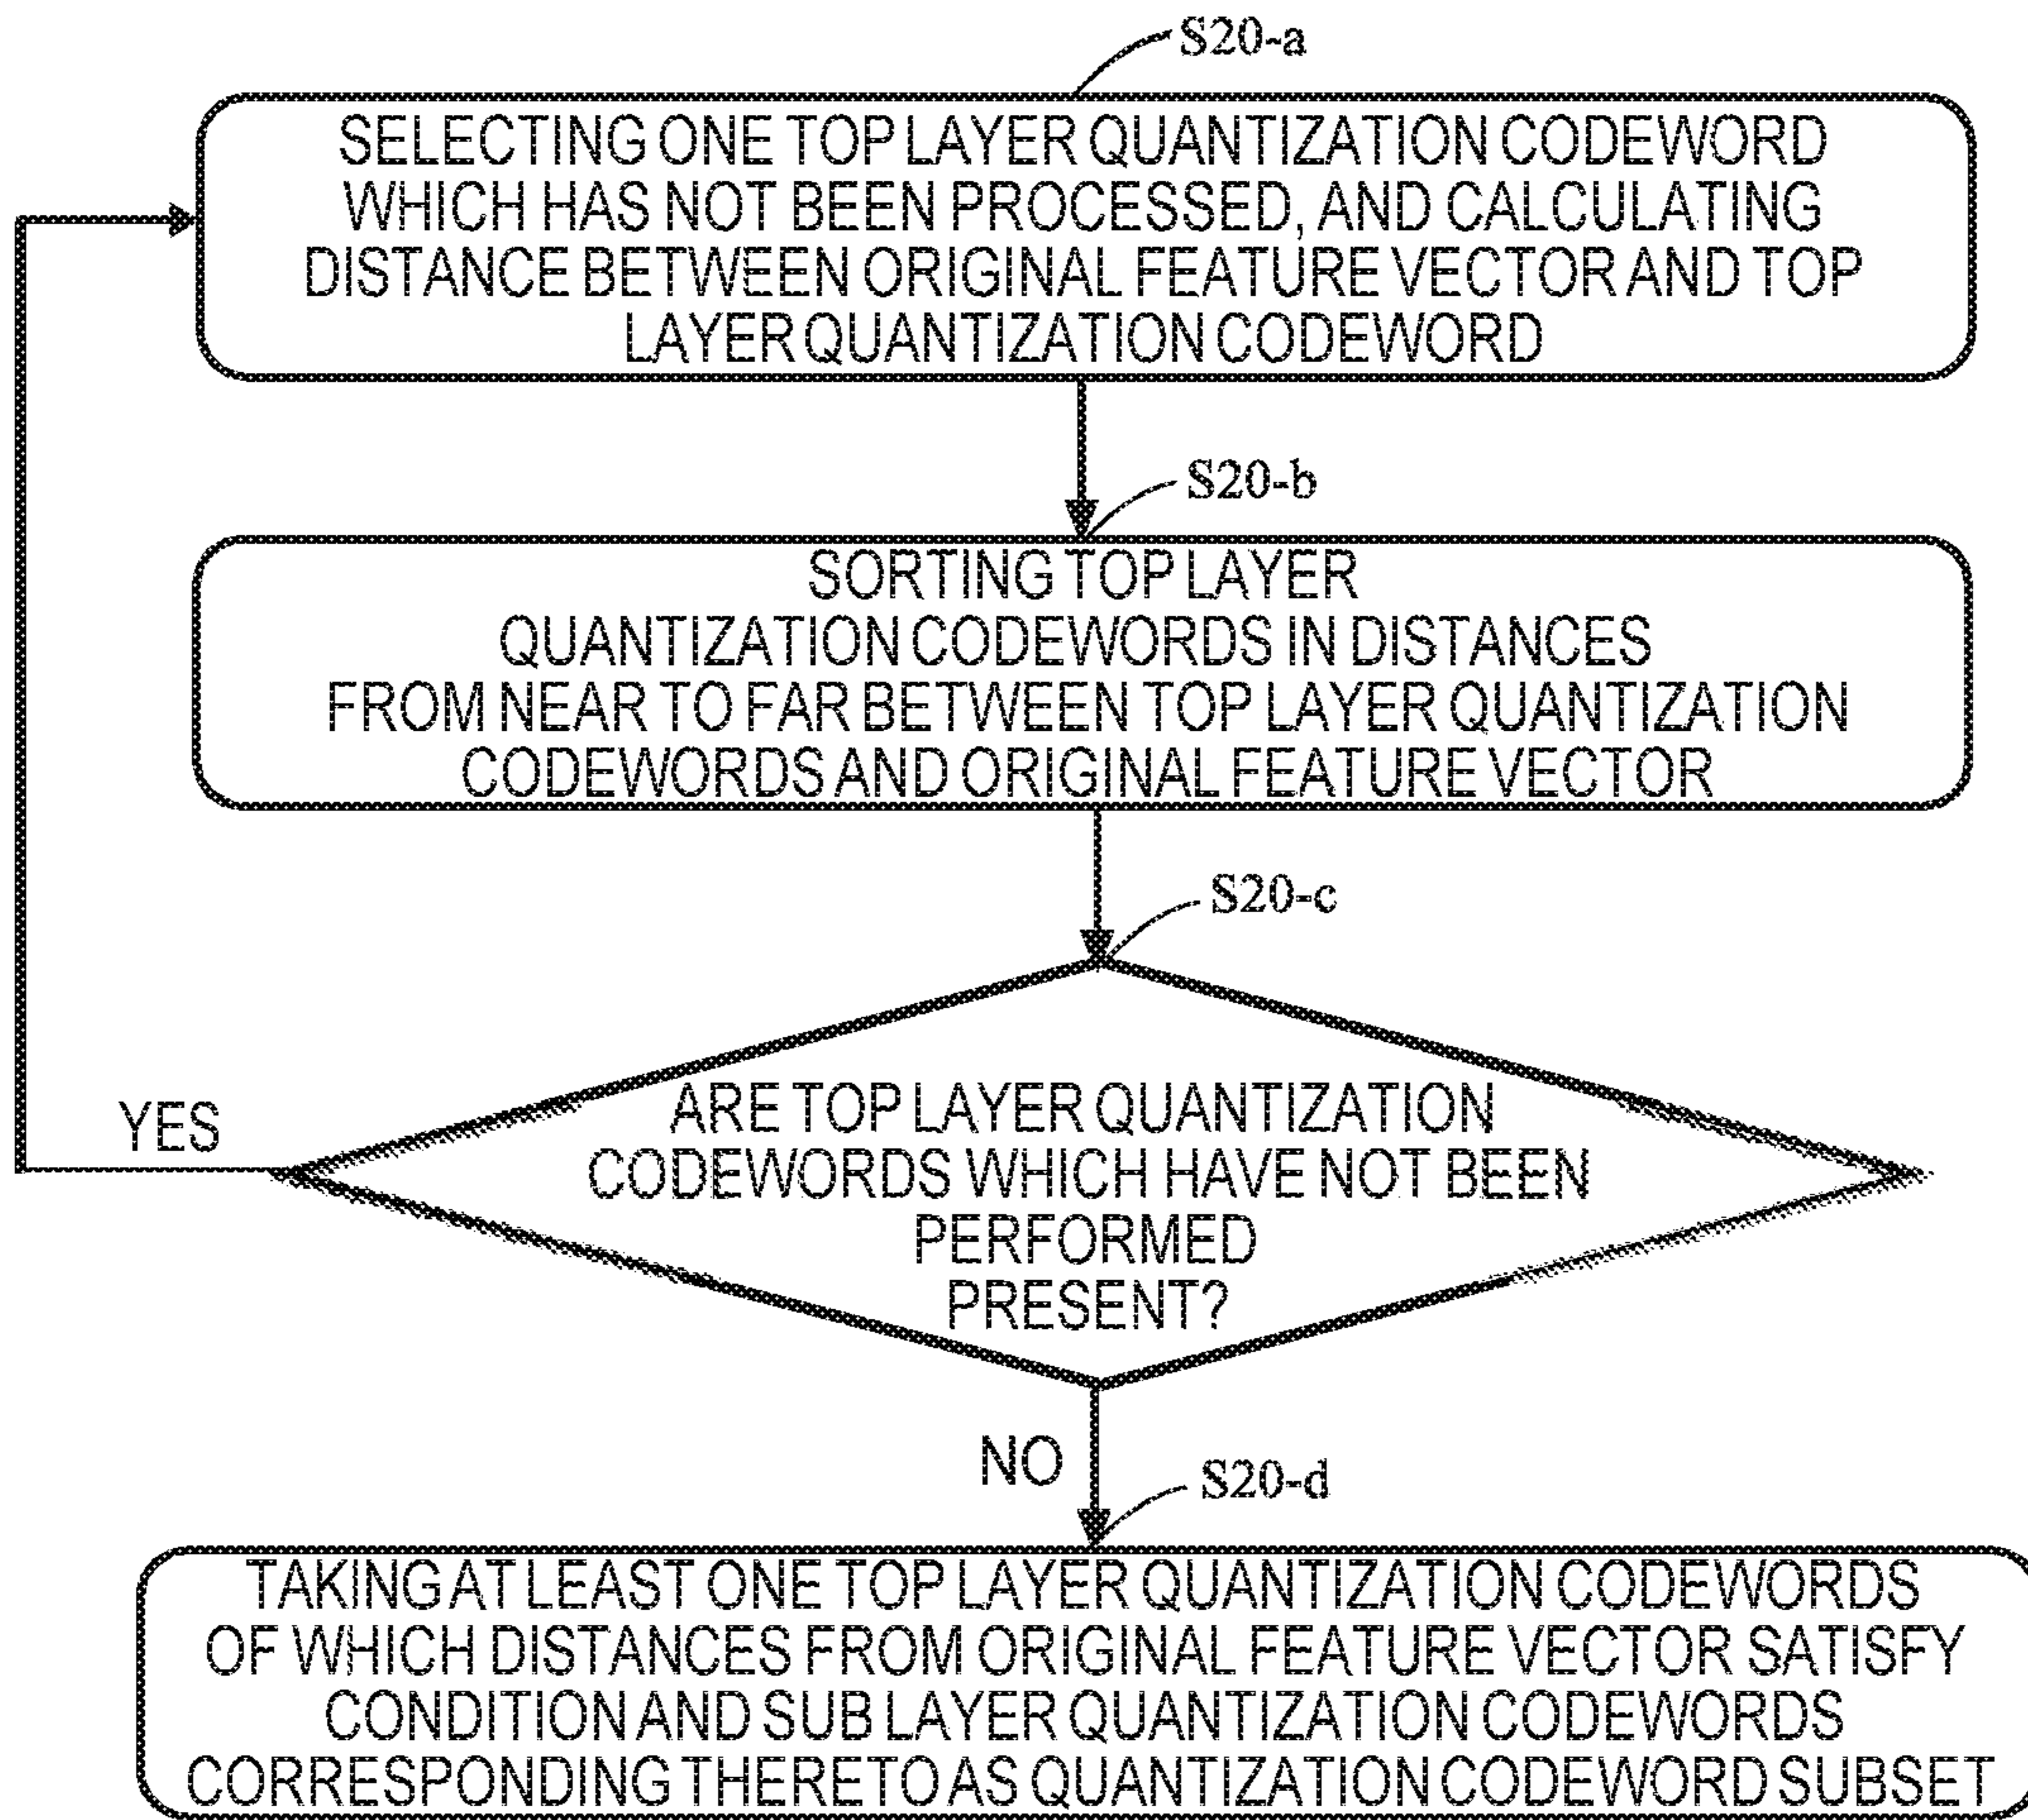 S20-a
SELECTING ONE TOP LAYER QUANTIZATION CODEWORD
WHICH HAS NOT BEEN PROCESSED, AND CALCULATING
DISTANCE BETWEEN ORIGINAL FEATURE VECTOR AND TOP
LAYER QUANTIZATION CODEWORD
S20-b
SORTING TOP LAYER
QUANTIZATION CODEWORDS IN DISTANCES
FROM NEAR TO FAR BETWEEN TOP LAYER QUANTIZATION
CODEWORDS AND ORIGINAL FEATURE VECTOR
S20-c
ARE TOP LAYER QUANTIZATION
CODEWORDS WHICH HAVE NOT BEEN
PERFORMED
PRESENT?
YES
NO
S20-d
TAKING AT LEAST ONE TOP LAYER QUANTIZATION CODEWORDS
OF WHICH DISTANCES FROM ORIGINAL FEATURE VECTOR SATISFY
CONDITION AND SUB LAYER QUANTIZATION CODEWORDS
CORRESPONDING THERETO AS QUANTIZATION CODEWORD SUBSET